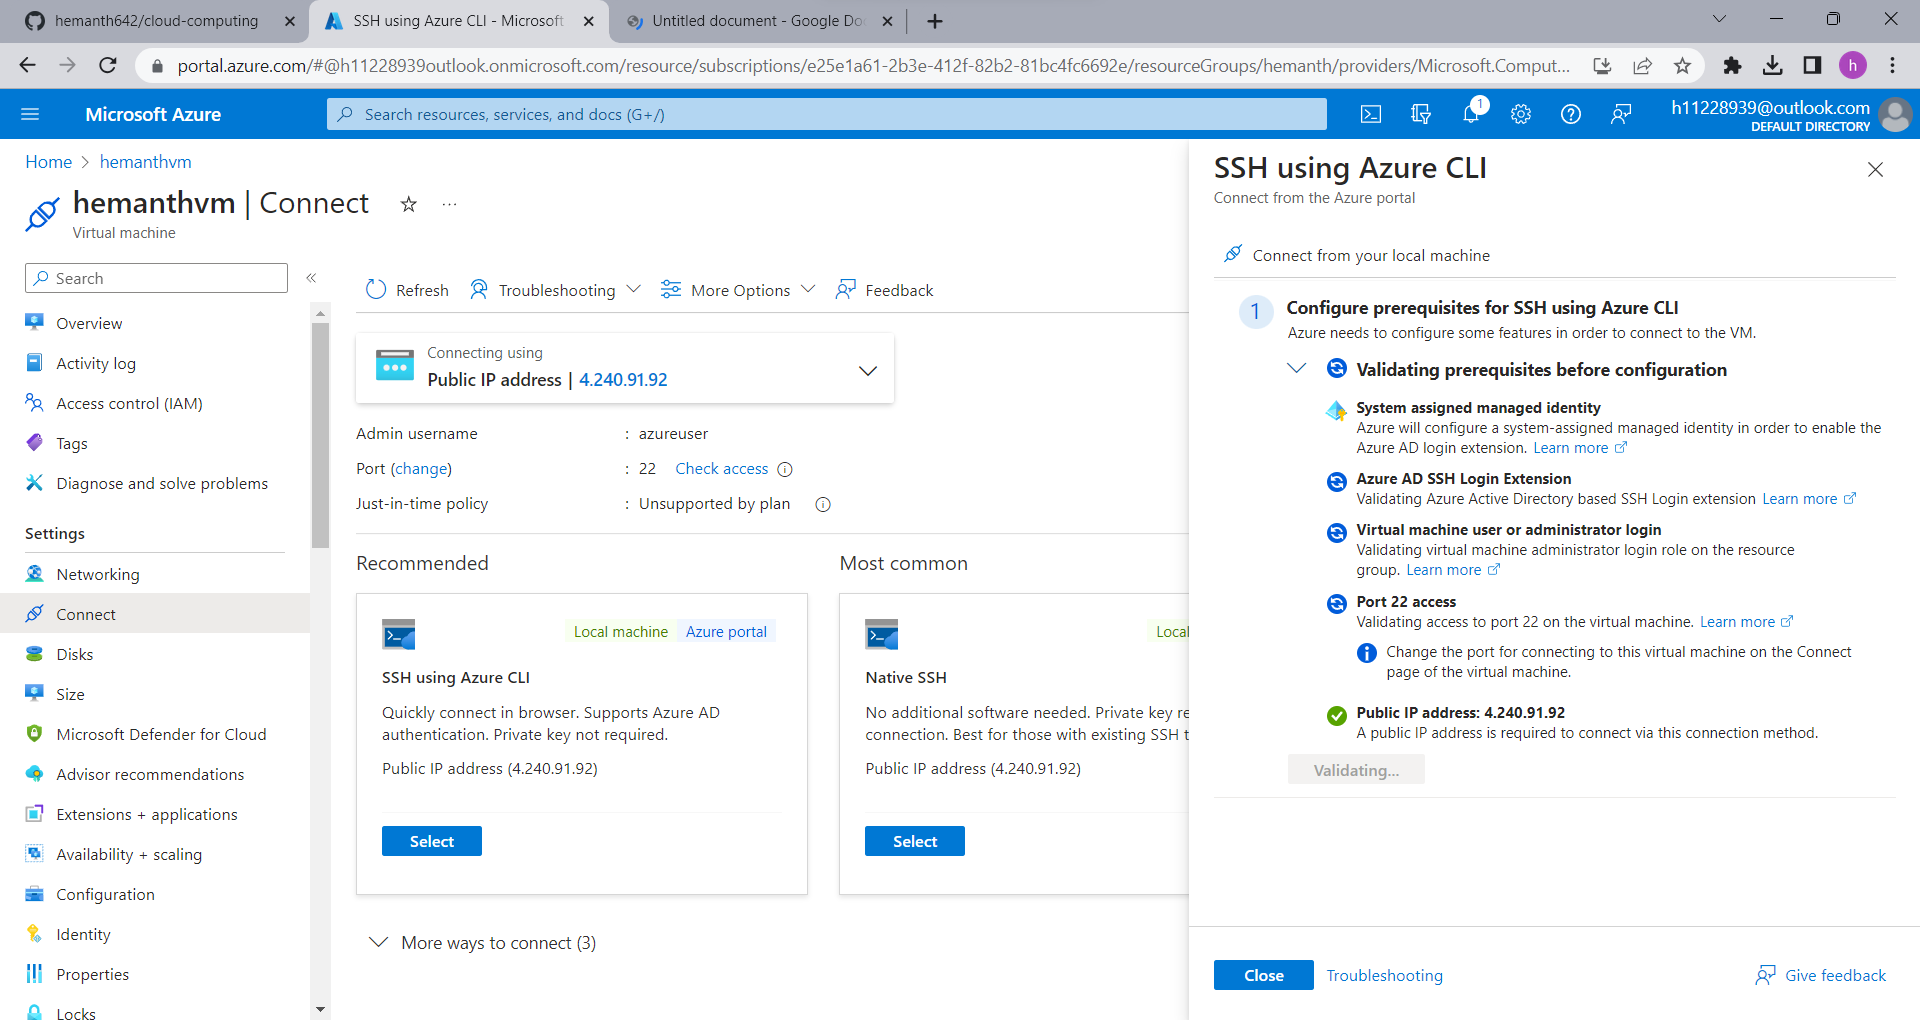 hemanth642/cloud-computing
SSH using Azure CLI - Microsoft
Untitled document - Google Do
portal.azure.com/#@h11228939outlook.onmicrosoft.com/resource/subscriptions/e25e1a61-2b3e-412f-82b2-81bc4fc6692e/resourceGroups/hemanth/providers/Microsoft.Comput...
h
Microsoft Azure
Search resources, services, and docs (G+/)
1
h11228939@outlook.com
DEFAULT DIRECTORY
Home > hemanthvm
hemanthvm | Connect
...
Virtual machine
Search
«
Overview
Activity log
Access control (IAM)
Tags
Diagnose and solve problems
Settings
Networking
Connect
Disks
Size
Microsoft Defender for Cloud
Advisor recommendations
Extensions + applications
Availability + scaling
Configuration
Identity
Properties
Locks
Refresh
Troubleshooting
More Options
Feedback
Connecting using
Public IP address | 4.240.91.92
Admin username : azureuser
Port (change) : 22 Check access
Just-in-time policy : Unsupported by plan
Recommended
Local machine Azure portal
SSH using Azure CLI
Quickly connect in browser. Supports Azure AD
authentication. Private key not required.
Public IP address (4.240.91.92)
Select
Most common
Local
Native SSH
No additional software needed. Private key re
connection. Best for those with existing SSH t
Public IP address (4.240.91.92)
Select
More ways to connect (3)
SSH using Azure CLI
Connect from the Azure portal
Connect from your local machine
1 Configure prerequisites for SSH using Azure CLI
Azure needs to configure some features in order to connect to the VM.
Validating prerequisites before configuration
System assigned managed identity
Azure will configure a system-assigned managed identity in order to enable the
Azure AD login extension. Learn more
Azure AD SSH Login Extension
Validating Azure Active Directory based SSH Login extension Learn more
Virtual machine user or administrator login
Validating virtual machine administrator login role on the resource
group. Learn more
Port 22 access
Validating access to port 22 on the virtual machine. Learn more
Change the port for connecting to this virtual machine on the Connect
page of the virtual machine.
Public IP address: 4.240.91.92
A public IP address is required to connect via this connection method.
Validating...
Close
Troubleshooting
Give feedback